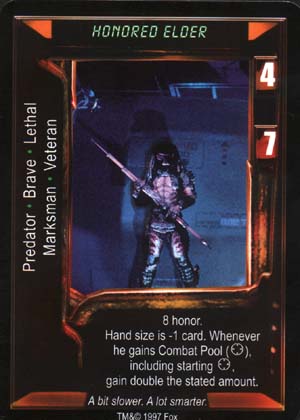 HONORED ELDER
4
7
Predator • Brave • Lethal
Marksman • Veteran
8 honor.
Hand size is -1 card. Whenever
he gains Combat Pool ( ),
including starting ,
gain double the stated amount.
A bit slower. A lot smarter.
TM&© 1997 Fox